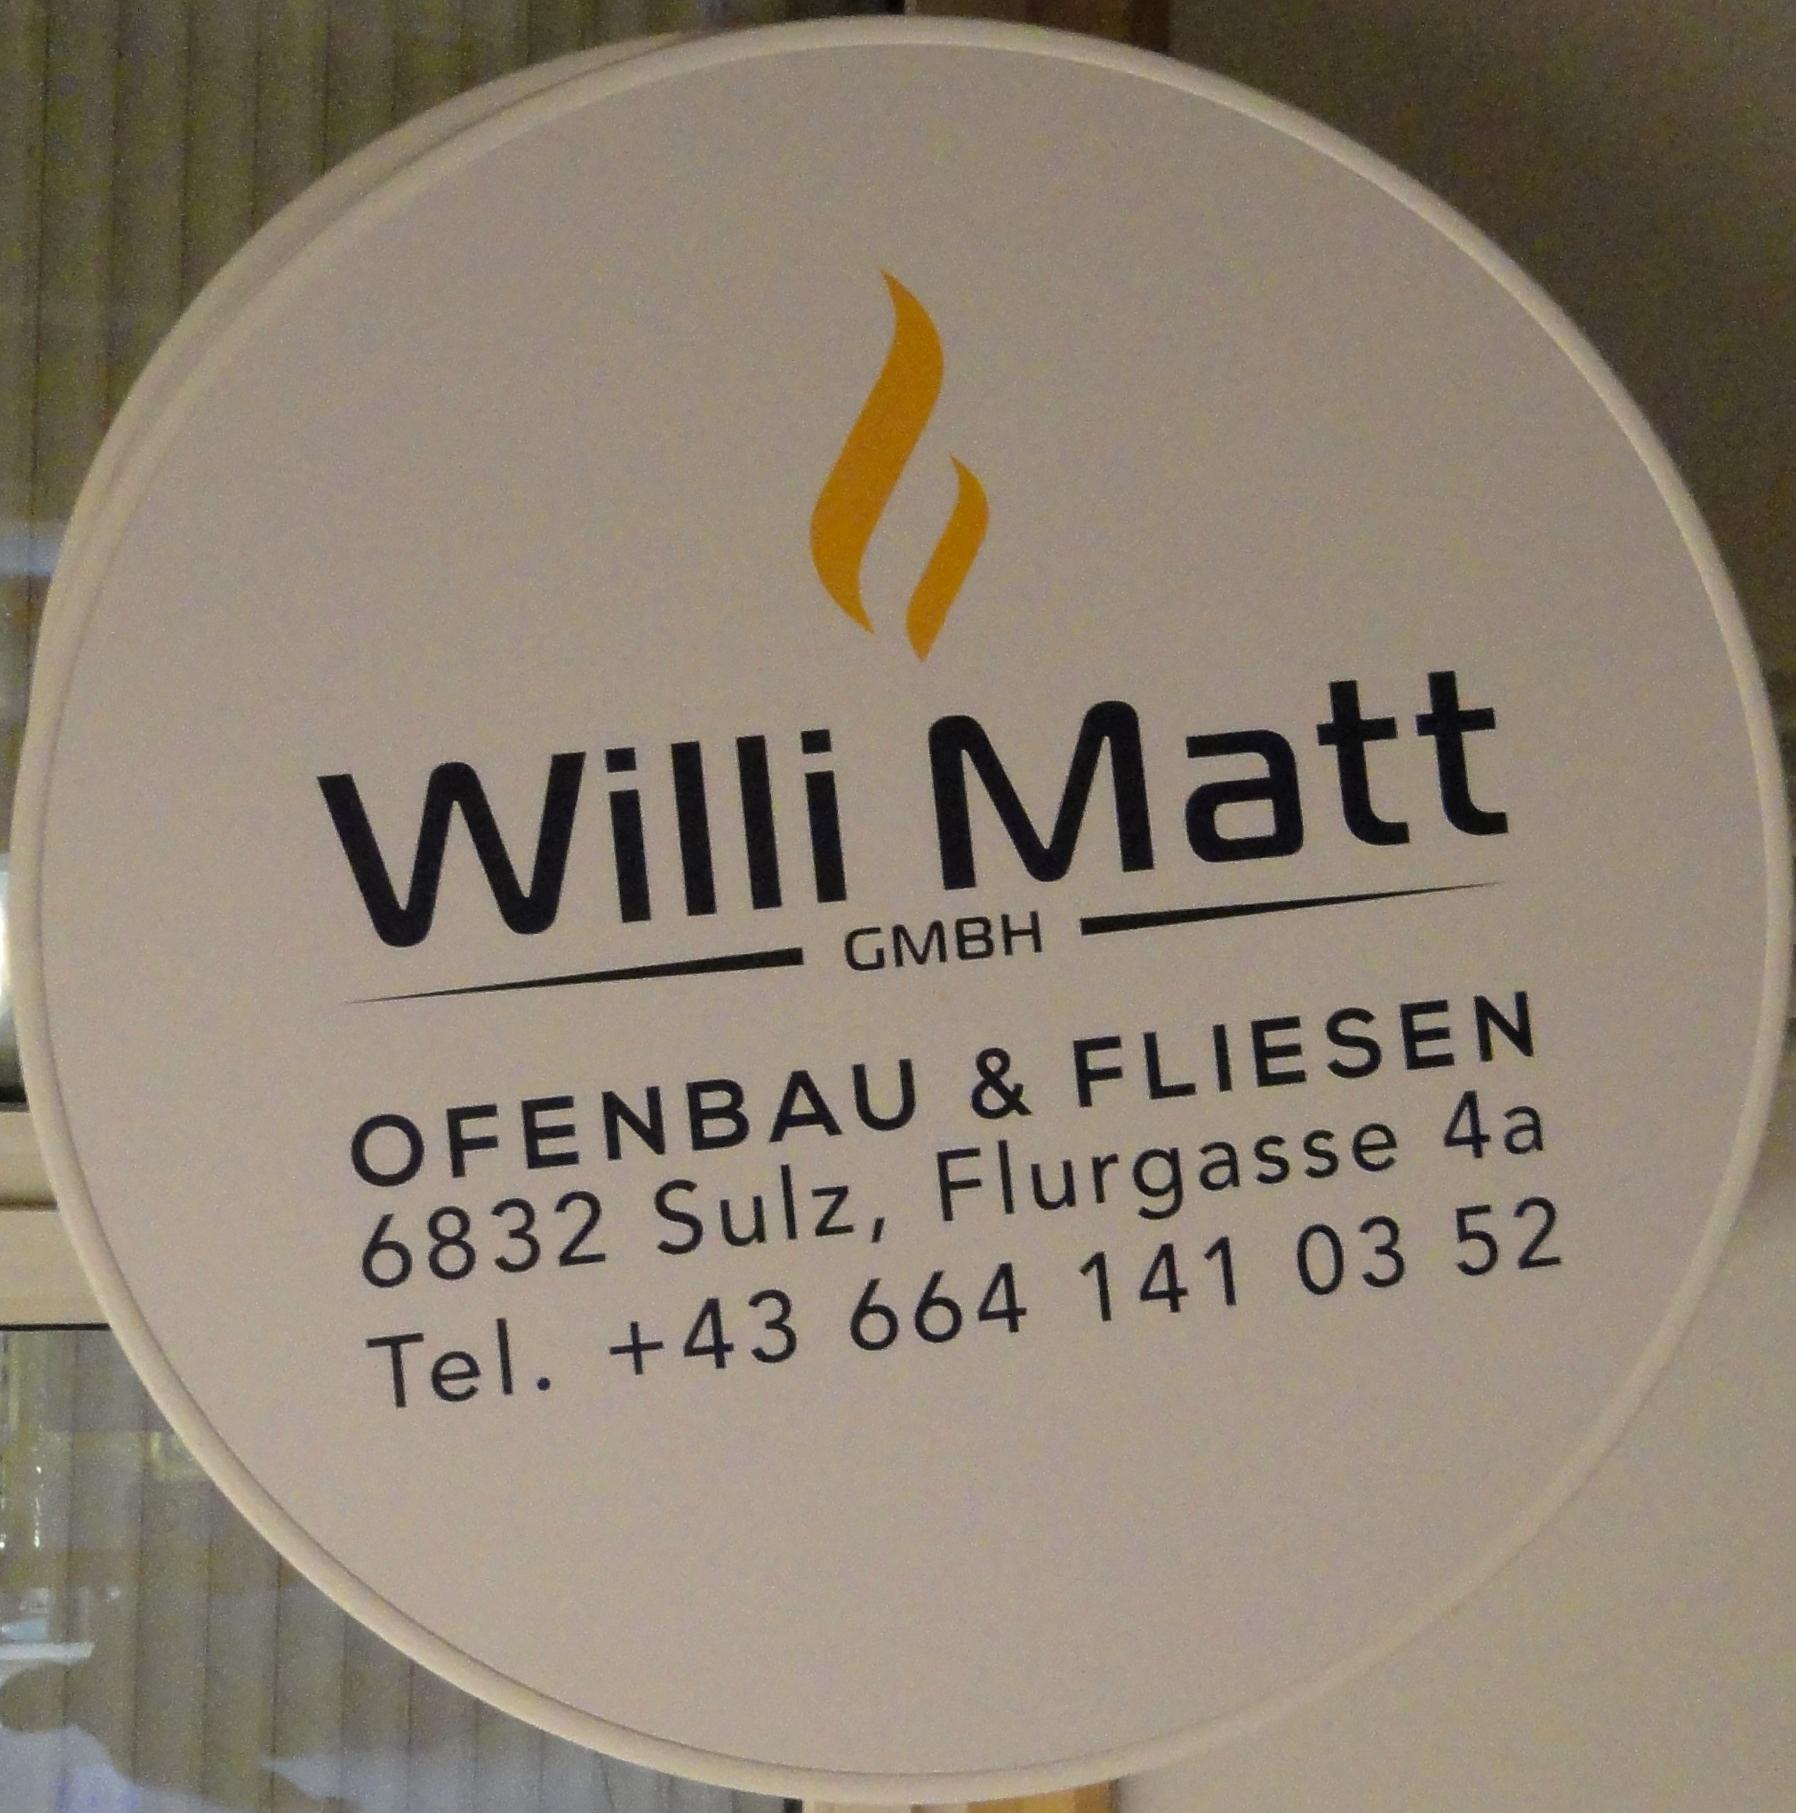 Willi Matt
GMBH
OFENBAU & FLIESEN
6832 Sulz, Flurgasse 4a
Tel. +43 664 141 03 52